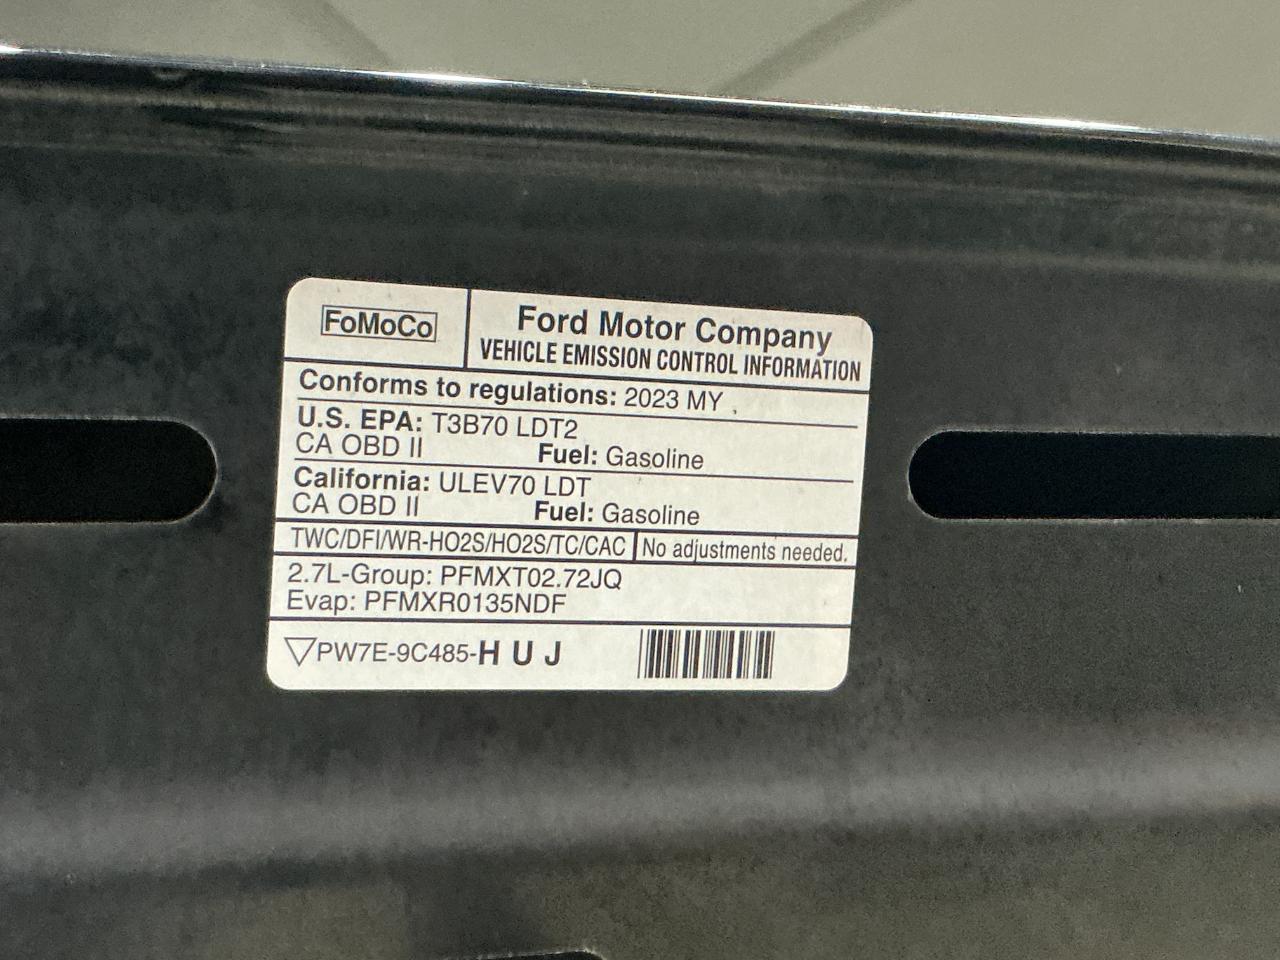 FoMoCo
Ford Motor Company
VEHICLE EMISSION CONTROL INFORMATION
Conforms to regulations: 2023 MY
U.S. EPA: T3B70 LDT2
CA OBD II Fuel: Gasoline
California: ULEV70 LDT
CA OBD II Fuel: Gasoline
TWC/DFI/WR-HO2S/HO2S/TC/CAC No adjustments needed.
2.7L-Group: PFMXT02.72JQ
Evap: PFMXR0135NDF
PW7E-9C485-H U J